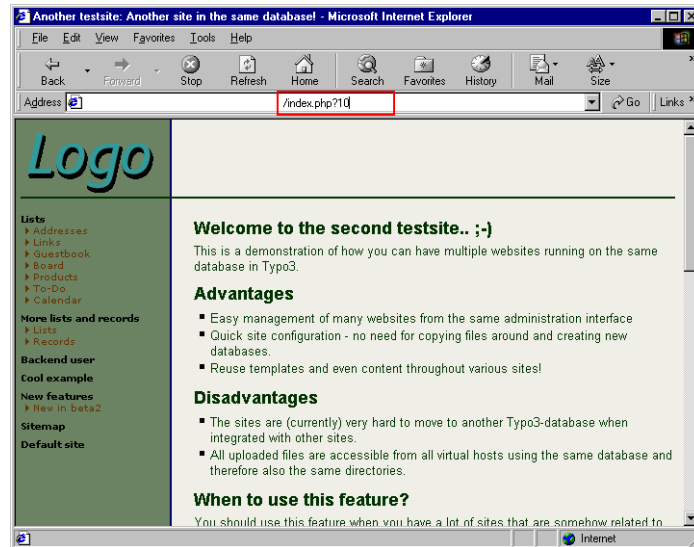 Another testsite: Another site in the same database! - Microsoft Internet Explorer
File Edit View Favorites Tools Help
Back Forward Stop Refresh Home Search Favorites History Mail Size »
Address /index.php?10 Go Links »
Logo
Lists
Addresses
Links
Guestbook
Board
Products
To-Do
Calendar
More lists and records
Lists
Records
Backend user
Cool example
New features
New in beta2
Sitemap
Default site
Welcome to the second testsite.. ;-)
This is a demonstration of how you can have multiple websites running on the same
database in Typo3.
Advantages
Easy management of many websites from the same administration interface
Quick site configuration - no need for copying files around and creating new
databases.
Reuse templates and even content throughout various sites!
Disadvantages
The sites are (currently) very hard to move to another Typo3-database when
integrated with other sites.
All uploaded files are accessible from all virtual hosts using the same database and
therefore also the same directories.
When to use this feature?
You should use this feature when you have a lot of sites that are somehow related to
Internet